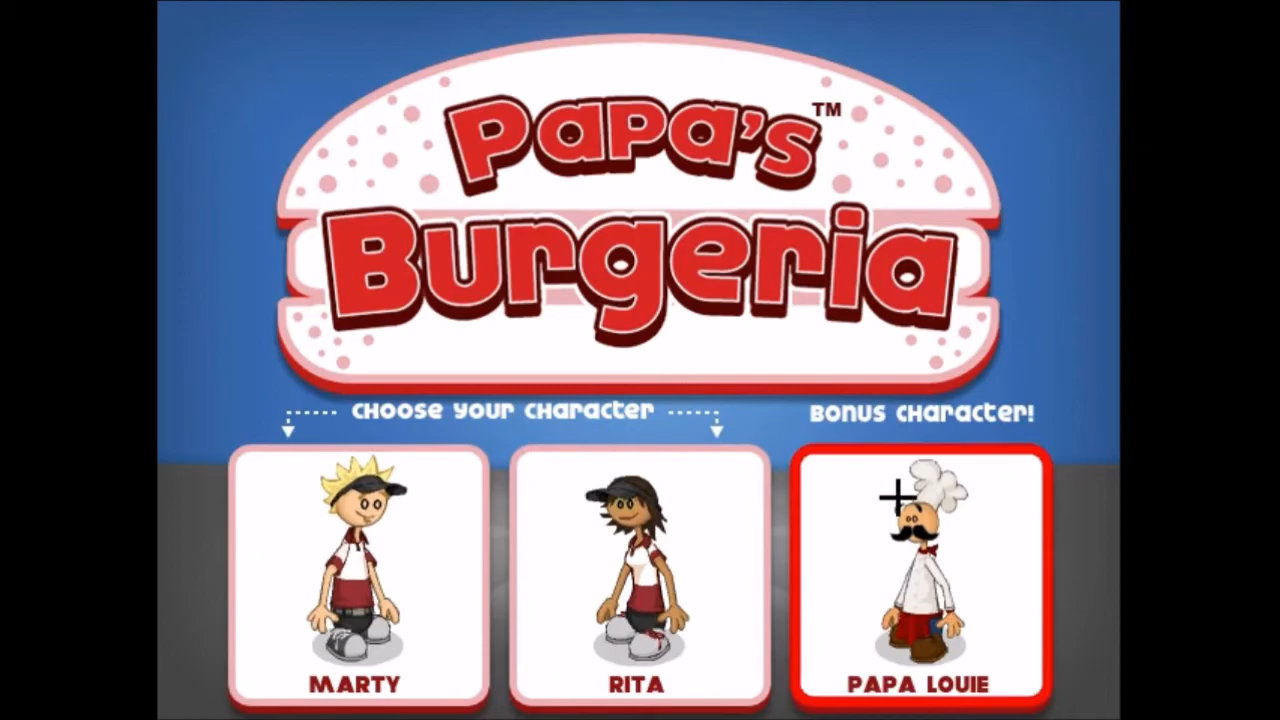 Papa's™
Burgeria
CHOOSE YOUR CHARACTER
BONUS CHARACTER!
MARTY
RITA
PAPA LOUIE